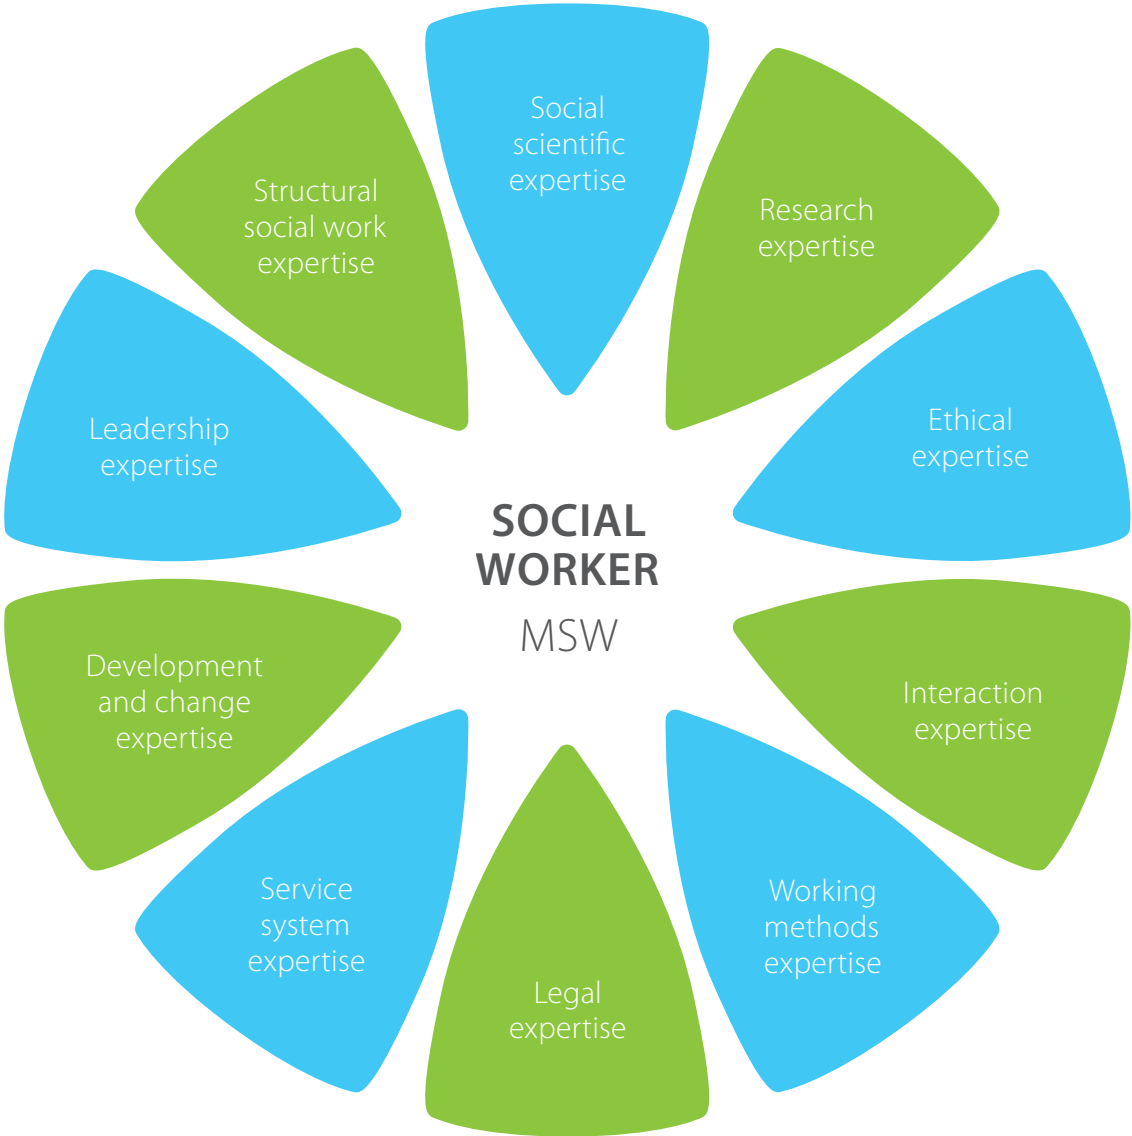 Social
scientific
expertise
Research
expertise
Ethical
expertise
Interaction
expertise
Working
methods
expertise
Legal
expertise
Service
system
expertise
Development
and change
expertise
Leadership
expertise
Structural
social work
expertise
SOCIAL
WORKER
MSW